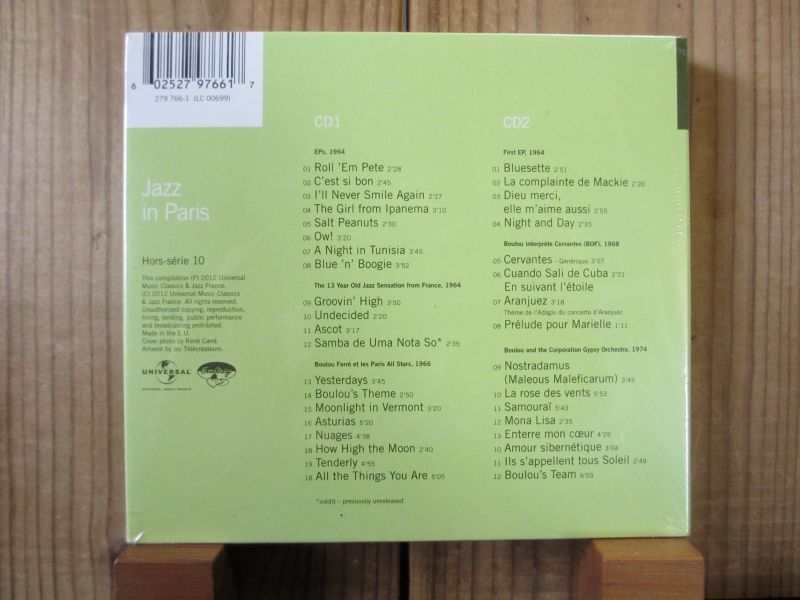 6 02527 97661 7
279 766-1 (LC 00699)
Jazz
in Paris
Hors-série 10
This compilation (P) 2012 Universal
Music Classics & Jazz France.
(C) 2012 Universal Music Classics
& Jazz France. All rights reserved.
Unauthorized copying, reproduction,
hiring, lending, public performance
and broadcasting prohibited.
Made in the E.U.
Cover photo by René Carré.
Artwork by les Télécréateurs.
UNIVERSAL
UNIVERSAL MUSIC FRANCE
EmArcy
CD1
EPs, 1964
01 Roll 'Em Pete 2'28
02 C'est si bon 2'45
03 I'll Never Smile Again 2'27
04 The Girl from Ipanema 3'10
05 Salt Peanuts 2'30
06 Ow! 3'20
07 A Night in Tunisia 3'45
08 Blue 'n' Boogie 3'52
The 13 Year Old Jazz Sensation from France, 1964
09 Groovin' High 3'50
10 Undecided 2'20
11 Ascot 3'17
12 Samba de Uma Nota So* 2'35
Boulou Ferré et les Paris All Stars, 1966
13 Yesterdays 3'45
14 Boulou's Theme 2'50
15 Moonlight in Vermont 3'20
16 Asturias 5'20
17 Nuages 4'38
18 How High the Moon 2'40
19 Tenderly 4'55
18 All the Things You Are 5'05
*inédit – previously unreleased
CD2
First EP, 1964
01 Bluesette 2'51
02 La complainte de Mackie 2'20
03 Dieu merci,
elle m'aime aussi 2'55
04 Night and Day 2'35
Boulou interprète Cervantes (BOF), 1968
05 Cervantes - Générique 3'07
06 Cuando Sali de Cuba 2'21
En suivant l'étoile
07 Aranjuez 3'18
Thème de l'Adagio du concerto d'Aranjuez
08 Prélude pour Marielle 1'11
Boulou and the Corporation Gypsy Orchestra, 1974
09 Nostradamus
(Maleous Maleficarum) 3'45
10 La rose des vents 5'53
11 Samouraï 5'43
12 Mona Lisa 2'35
13 Enterre mon cœur 4'29
10 Amour sibernétique 3'04
11 Ils s'appellent tous Soleil 2'49
12 Boulou's Team 6'03